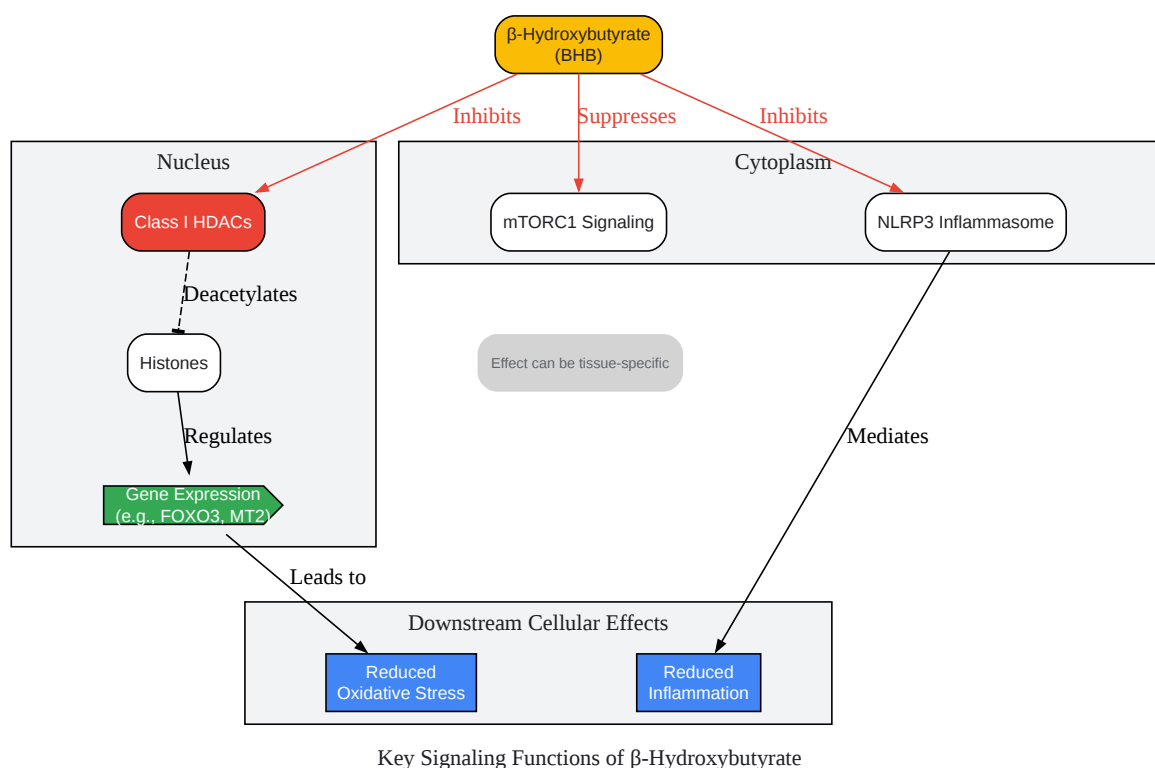 β-Hydroxybutyrate
(BHB)
Inhibits
Suppresses
Inhibits
Nucleus
Cytoplasm
Class I HDACs
mTORC1 Signaling
NLRP3 Inflammasome
Deacetylates
Histones
Effect can be tissue-specific
Regulates
Mediates
Gene Expression
(e.g., FOXO3, MT2)
Leads to
Downstream Cellular Effects
Reduced
Oxidative Stress
Reduced
Inflammation
Key Signaling Functions of β-Hydroxybutyrate